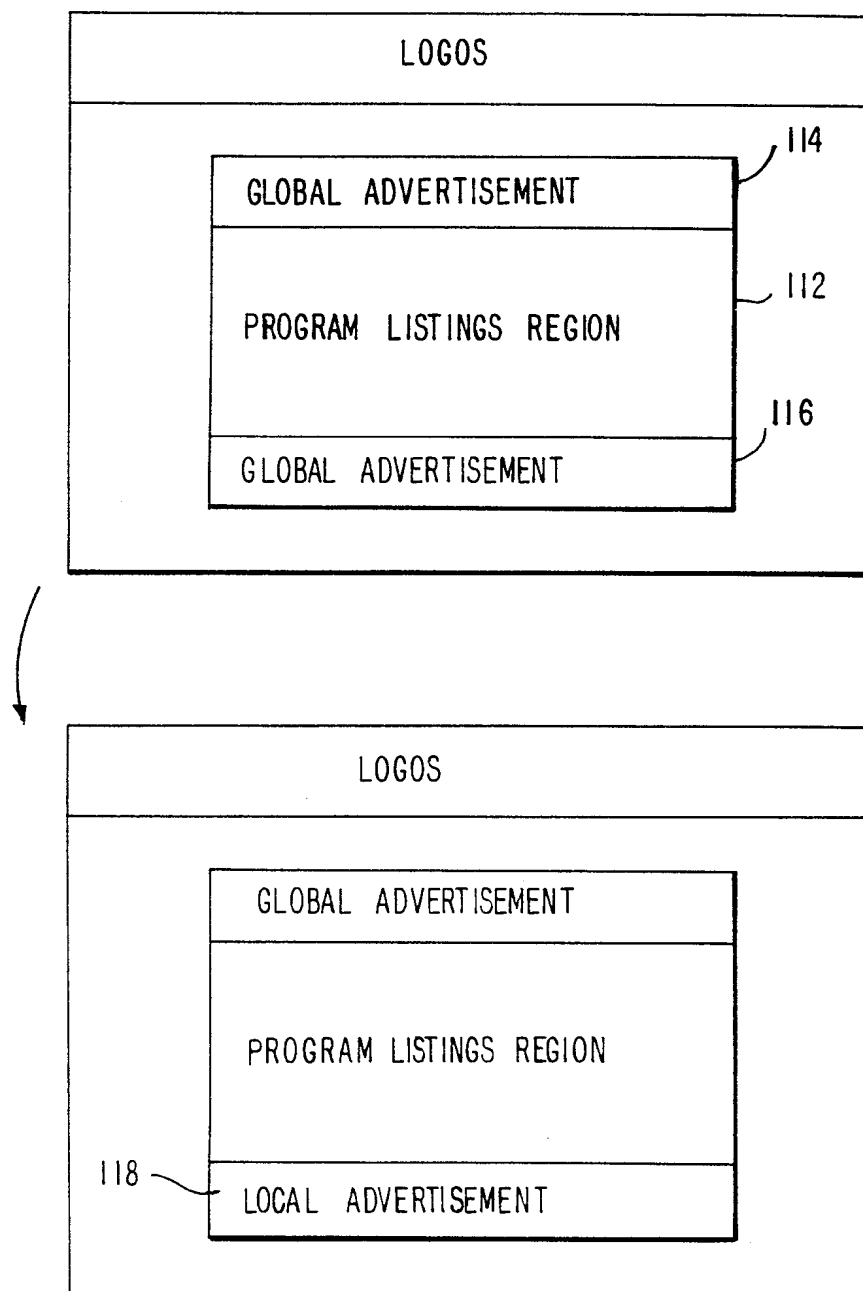 LOGOS
114
GLOBAL ADVERTISEMENT
112
PROGRAM LISTINGS REGION
116
GLOBAL ADVERTISEMENT
LOGOS
GLOBAL ADVERTISEMENT
PROGRAM LISTINGS REGION
118
LOCAL ADVERTISEMENT